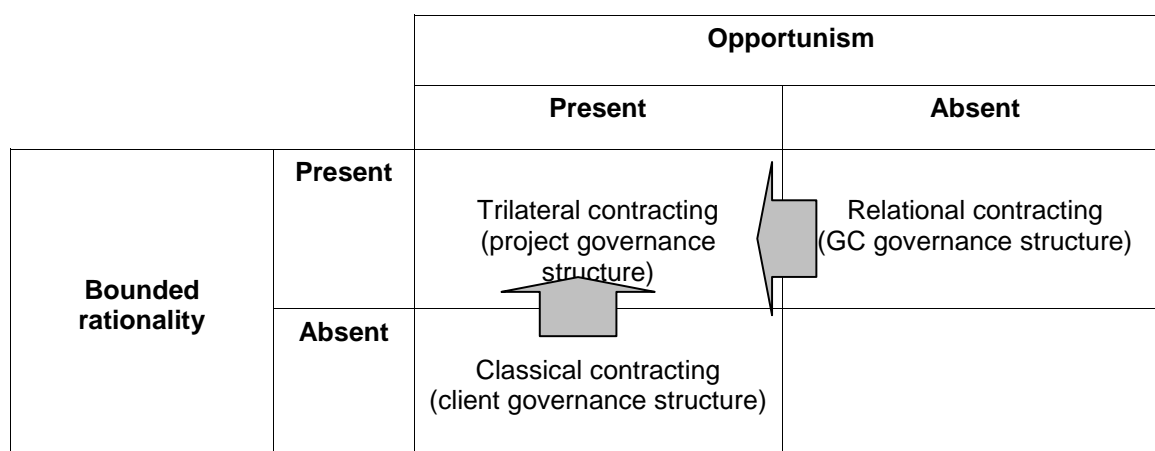 Opportunism
Present
Absent
Bounded
rationality
Present
Trilateral contracting
(project governance
structure)
Relational contracting
(GC governance structure)
Absent
Classical contracting
(client governance structure)